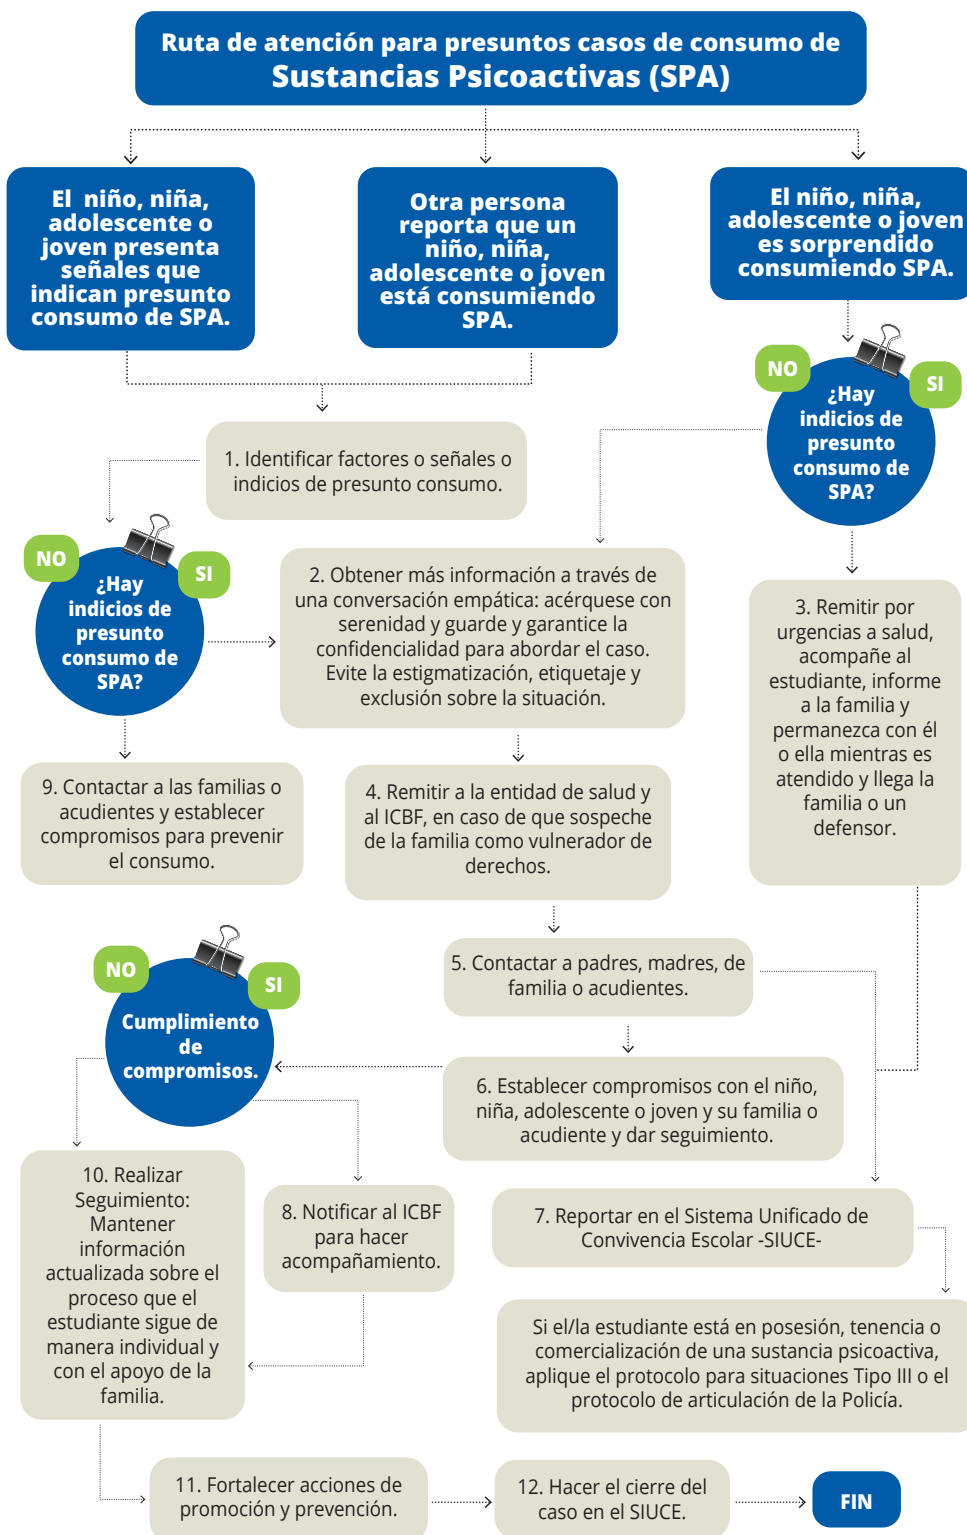 Ruta de atención para presuntos casos de consumo de
Sustancias Psicoactivas (SPA)
El niño, niña,
adolescente o
joven presenta
señales que
indican presunto
consumo de SPA.
Otra persona
reporta que un
niño, niña,
adolescente o joven
está consumiendo
SPA.
El niño, niña,
adolescente o joven
es sorprendido
consumiendo SPA.
NO
SI
¿Hay
indicios de
presunto
consumo de
SPA?
1. Identificar factores o señales o
indicios de presunto consumo.
NO
SI
¿Hay
indicios de
presunto
consumo de
SPA?
2. Obtener más información a través de
una conversación empática: acérquese con
serenidad y guarde y garantice la
confidencialidad para abordar el caso.
Evite la estigmatización, etiquetaje y
exclusión sobre la situación.
3. Remitir por
urgencias a salud,
acompañe al
estudiante, informe
a la familia y
permanezca con él
o ella mientras es
atendido y llega la
familia o un
defensor.
9. Contactar a las familias o
acudientes y establecer
compromisos para prevenir
el consumo.
4. Remitir a la entidad de salud y
al ICBF, en caso de que sospeche
de la familia como vulnerador de
derechos.
5. Contactar a padres, madres, de
familia o acudientes.
NO
SI
Cumplimiento
de
compromisos.
6. Establecer compromisos con el niño,
niña, adolescente o joven y su familia o
acudiente y dar seguimiento.
10. Realizar
Seguimiento:
Mantener
información
actualizada sobre el
proceso que el
estudiante sigue de
manera individual y
con el apoyo de la
familia.
8. Notificar al ICBF
para hacer
acompañamiento.
7. Reportar en el Sistema Unificado de
Convivencia Escolar -SIUCE-
Si el/la estudiante está en posesión, tenencia o
comercialización de una sustancia psicoactiva,
aplique el protocolo para situaciones Tipo III o el
protocolo de articulación de la Policía.
11. Fortalecer acciones de
promoción y prevención.
12. Hacer el cierre del
caso en el SIUCE.
FIN